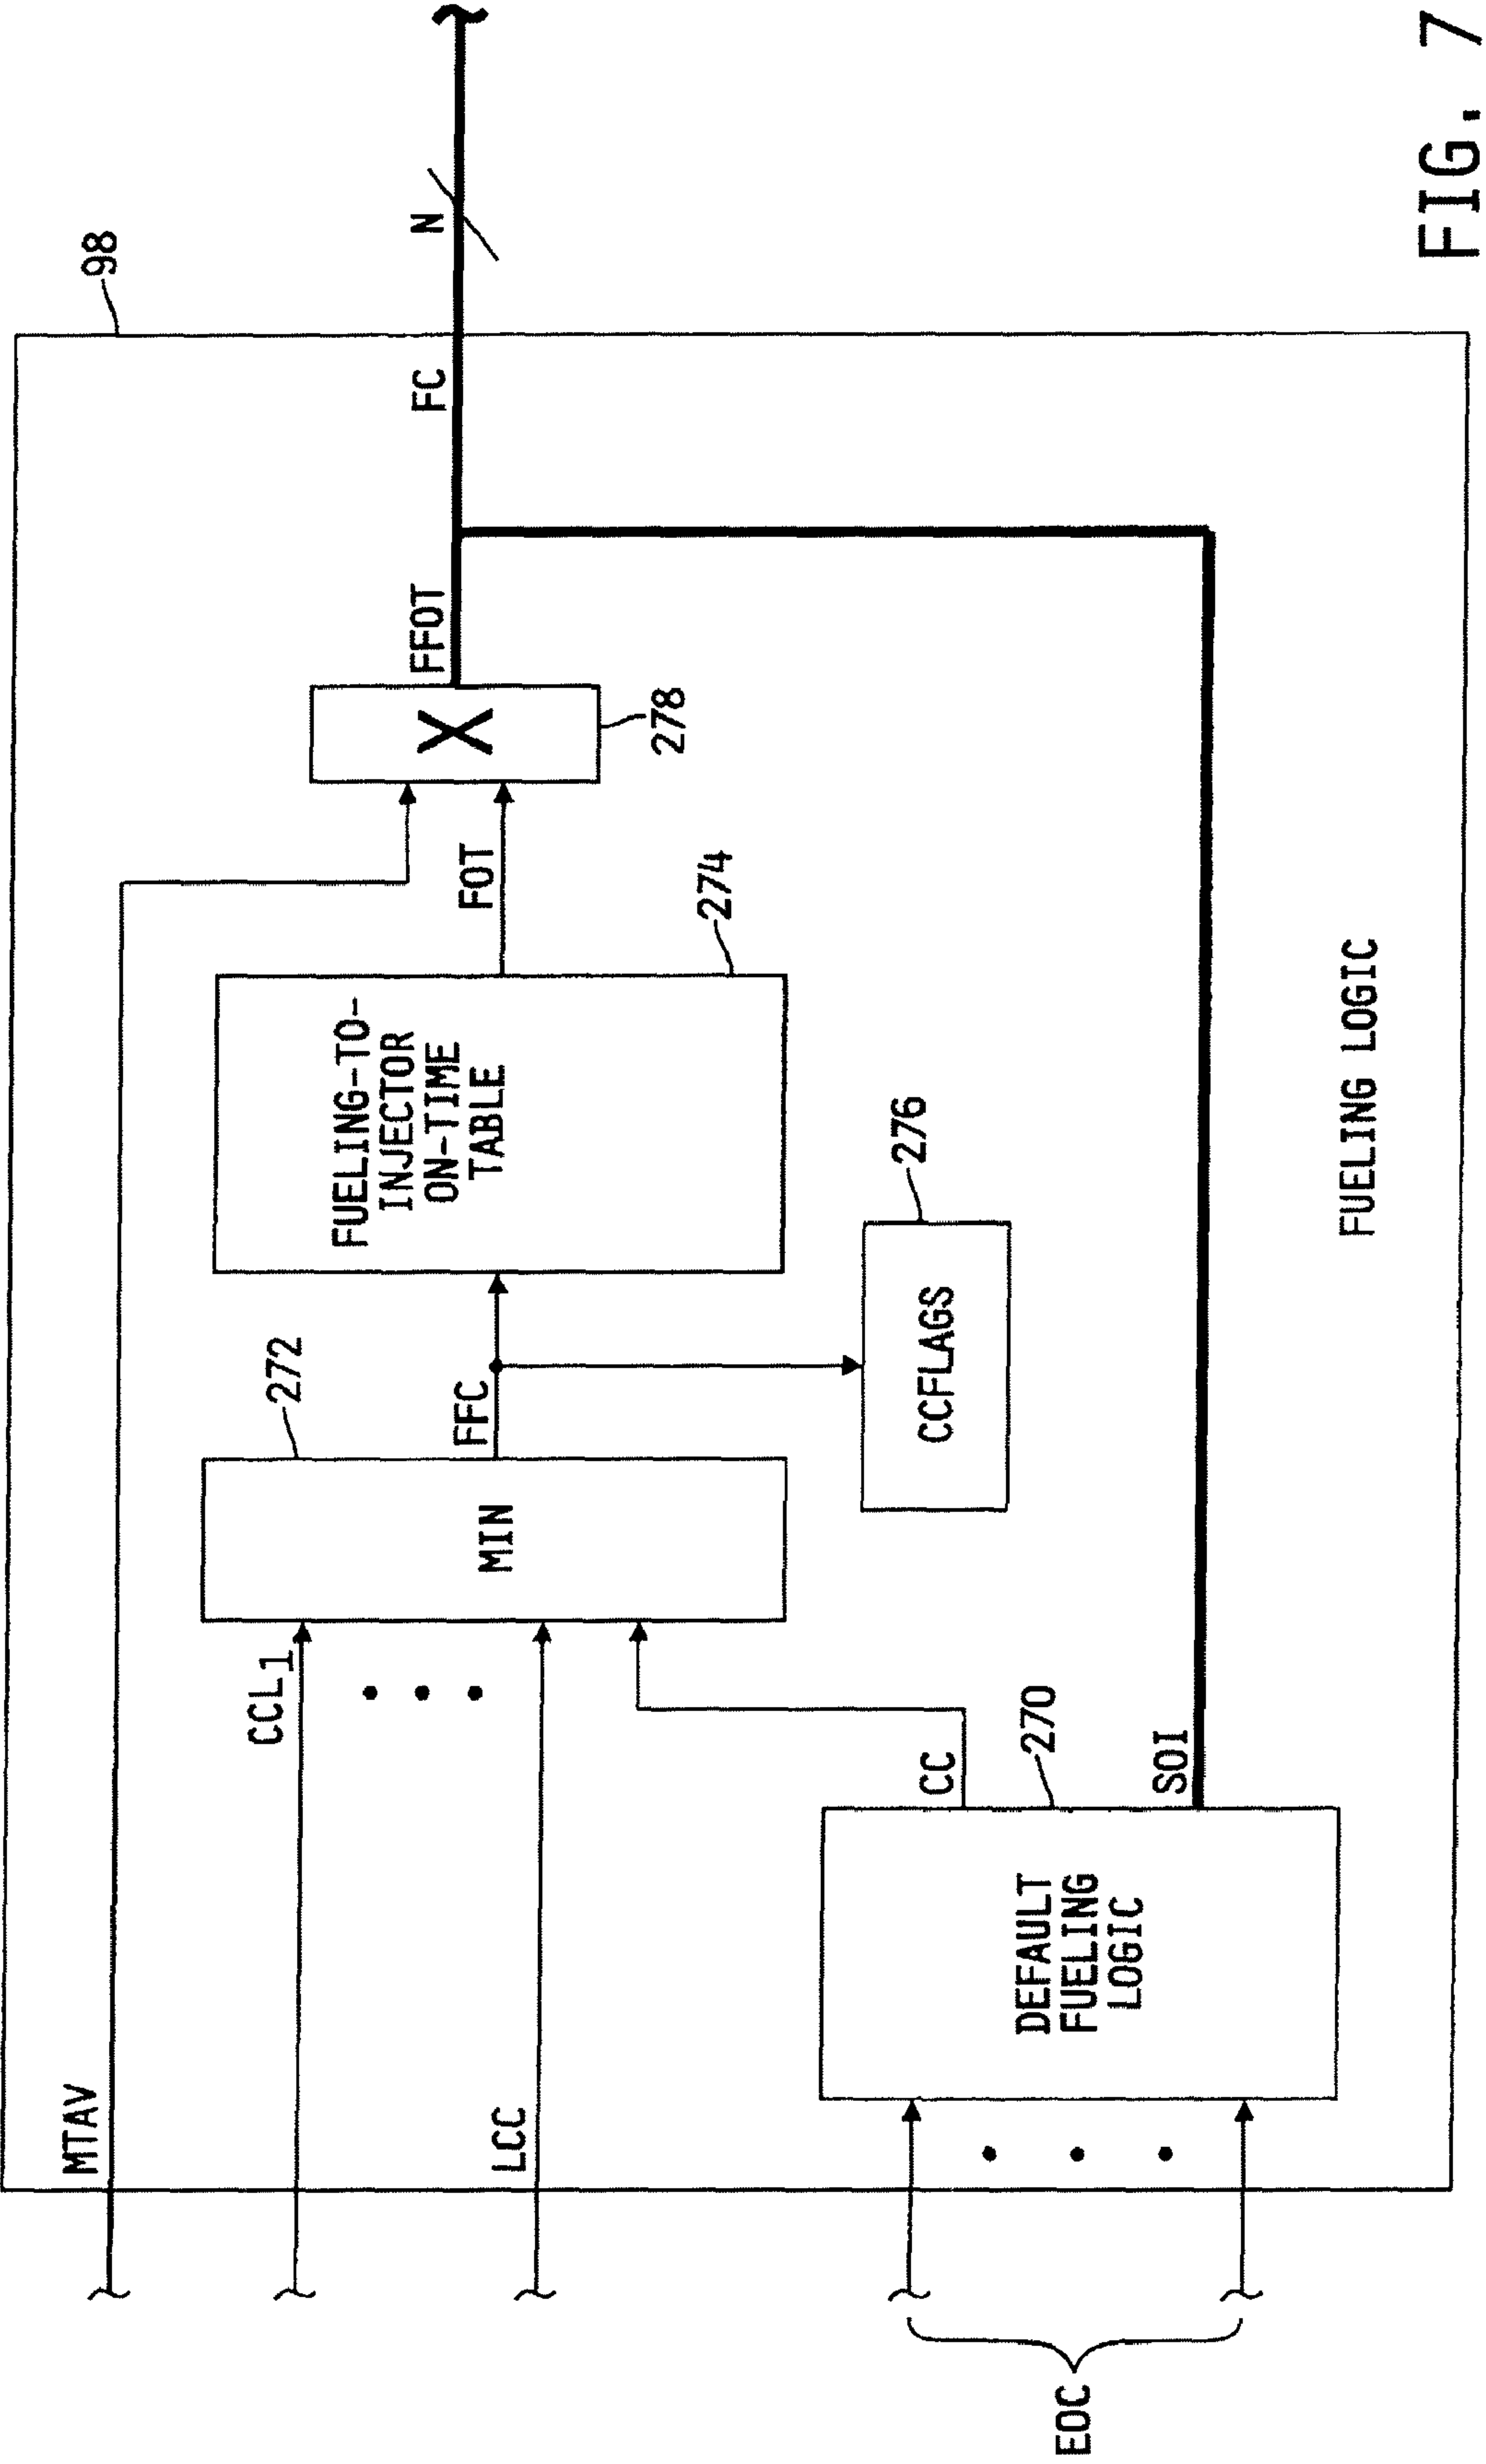 MTAV
98
CCL1
272
FUELING-TO-
INJECTOR
ON-TIME
TABLE
FFOT
FC
N
LCC
MIN
FFC
FOT
X
274
278
CC
CCFLAGS
276
EOC
DEFAULT
FUELING
LOGIC
270
SOI
FUELING LOGIC
FIG. 7